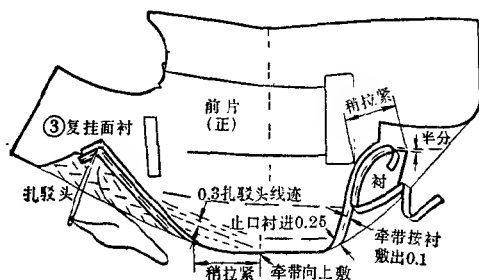 稍拉紧
前片
(正)
半分
③复挂面衬
衬
扎驳头
0.3扎驳头线迹
止口衬进0.25
牵带按衬
敷出0.1
稍拉紧
牵带向上敷